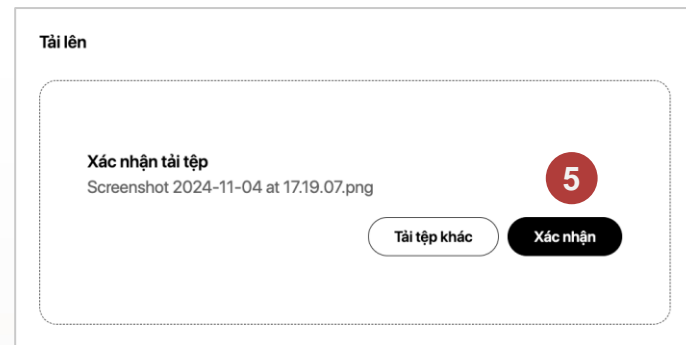 Tải lên
Xác nhận tải tệp
Screenshot 2024-11-04 at 17.19.07.png
5
Tải tệp khác
Xác nhận